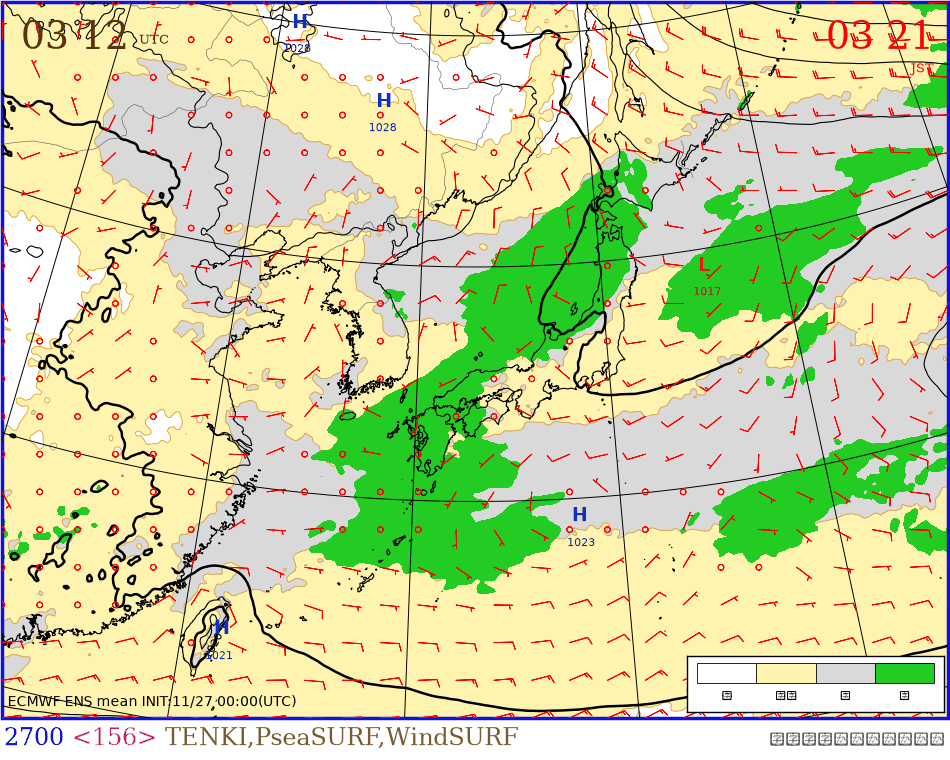 03 12 UTC
03 21
JST
H
1028
H
1028
L
1017
H
1023
H
1021
ECMWF ENS mean INIT:11/27 00:00(UTC)
2700 <156> TENKI,PseaSURF,WindSURF